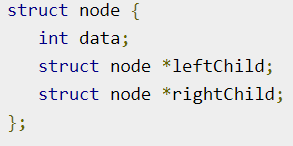 struct node {
   int data;
   struct node *leftChild;
   struct node *rightChild;
};